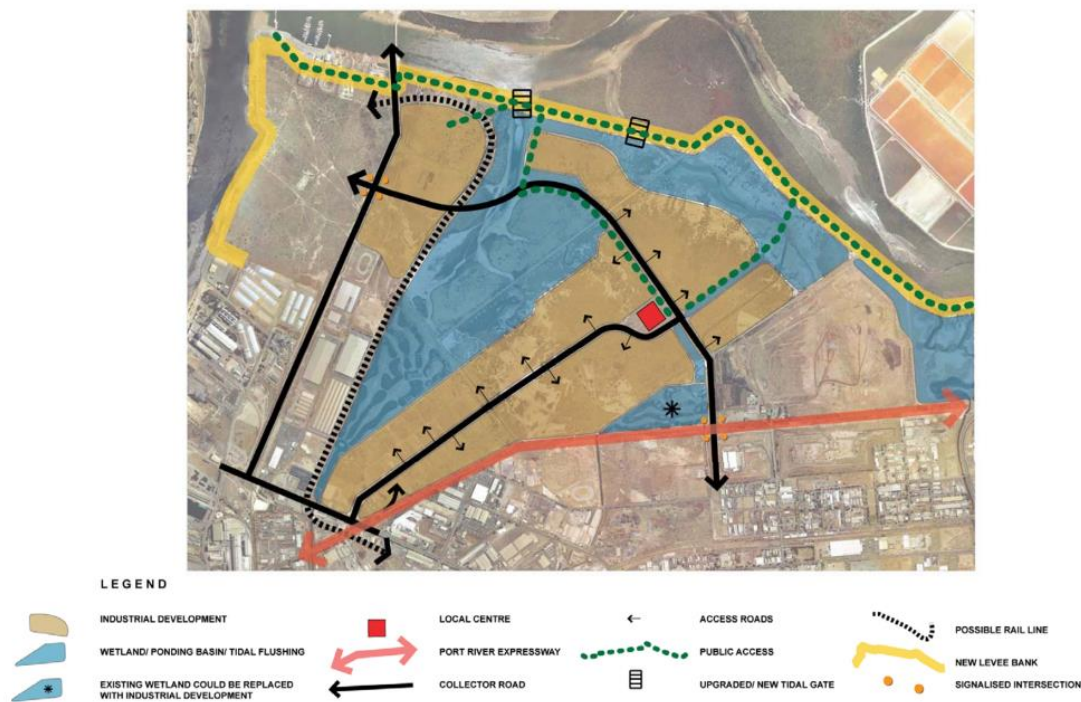 LEGEND
INDUSTRIAL DEVELOPMENT
LOCAL CENTRE
ACCESS ROADS
POSSIBLE RAIL LINE
WETLAND/ PONDING BASIN/ TIDAL FLUSHING
PORT RIVER EXPRESSWAY
PUBLIC ACCESS
NEW LEVEE BANK
EXISTING WETLAND COULD BE REPLACED
WITH INDUSTRIAL DEVELOPMENT
COLLECTOR ROAD
UPGRADED/ NEW TIDAL GATE
SIGNALISED INTERSECTION